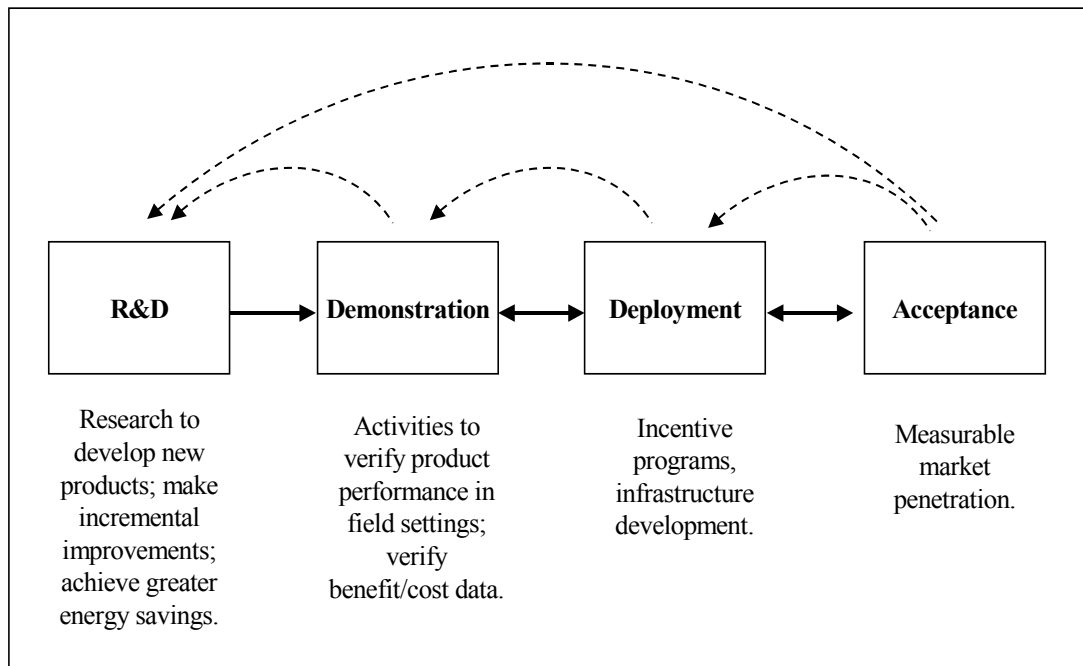 R&D
Demonstration
Deployment
Acceptance
Research to
develop new
products; make
incremental
improvements;
achieve greater
energy savings.
Activities to
verify product
performance in
field settings;
verify
benefit/cost data.
Incentive
programs,
infrastructure
development.
Measurable
market
penetration.